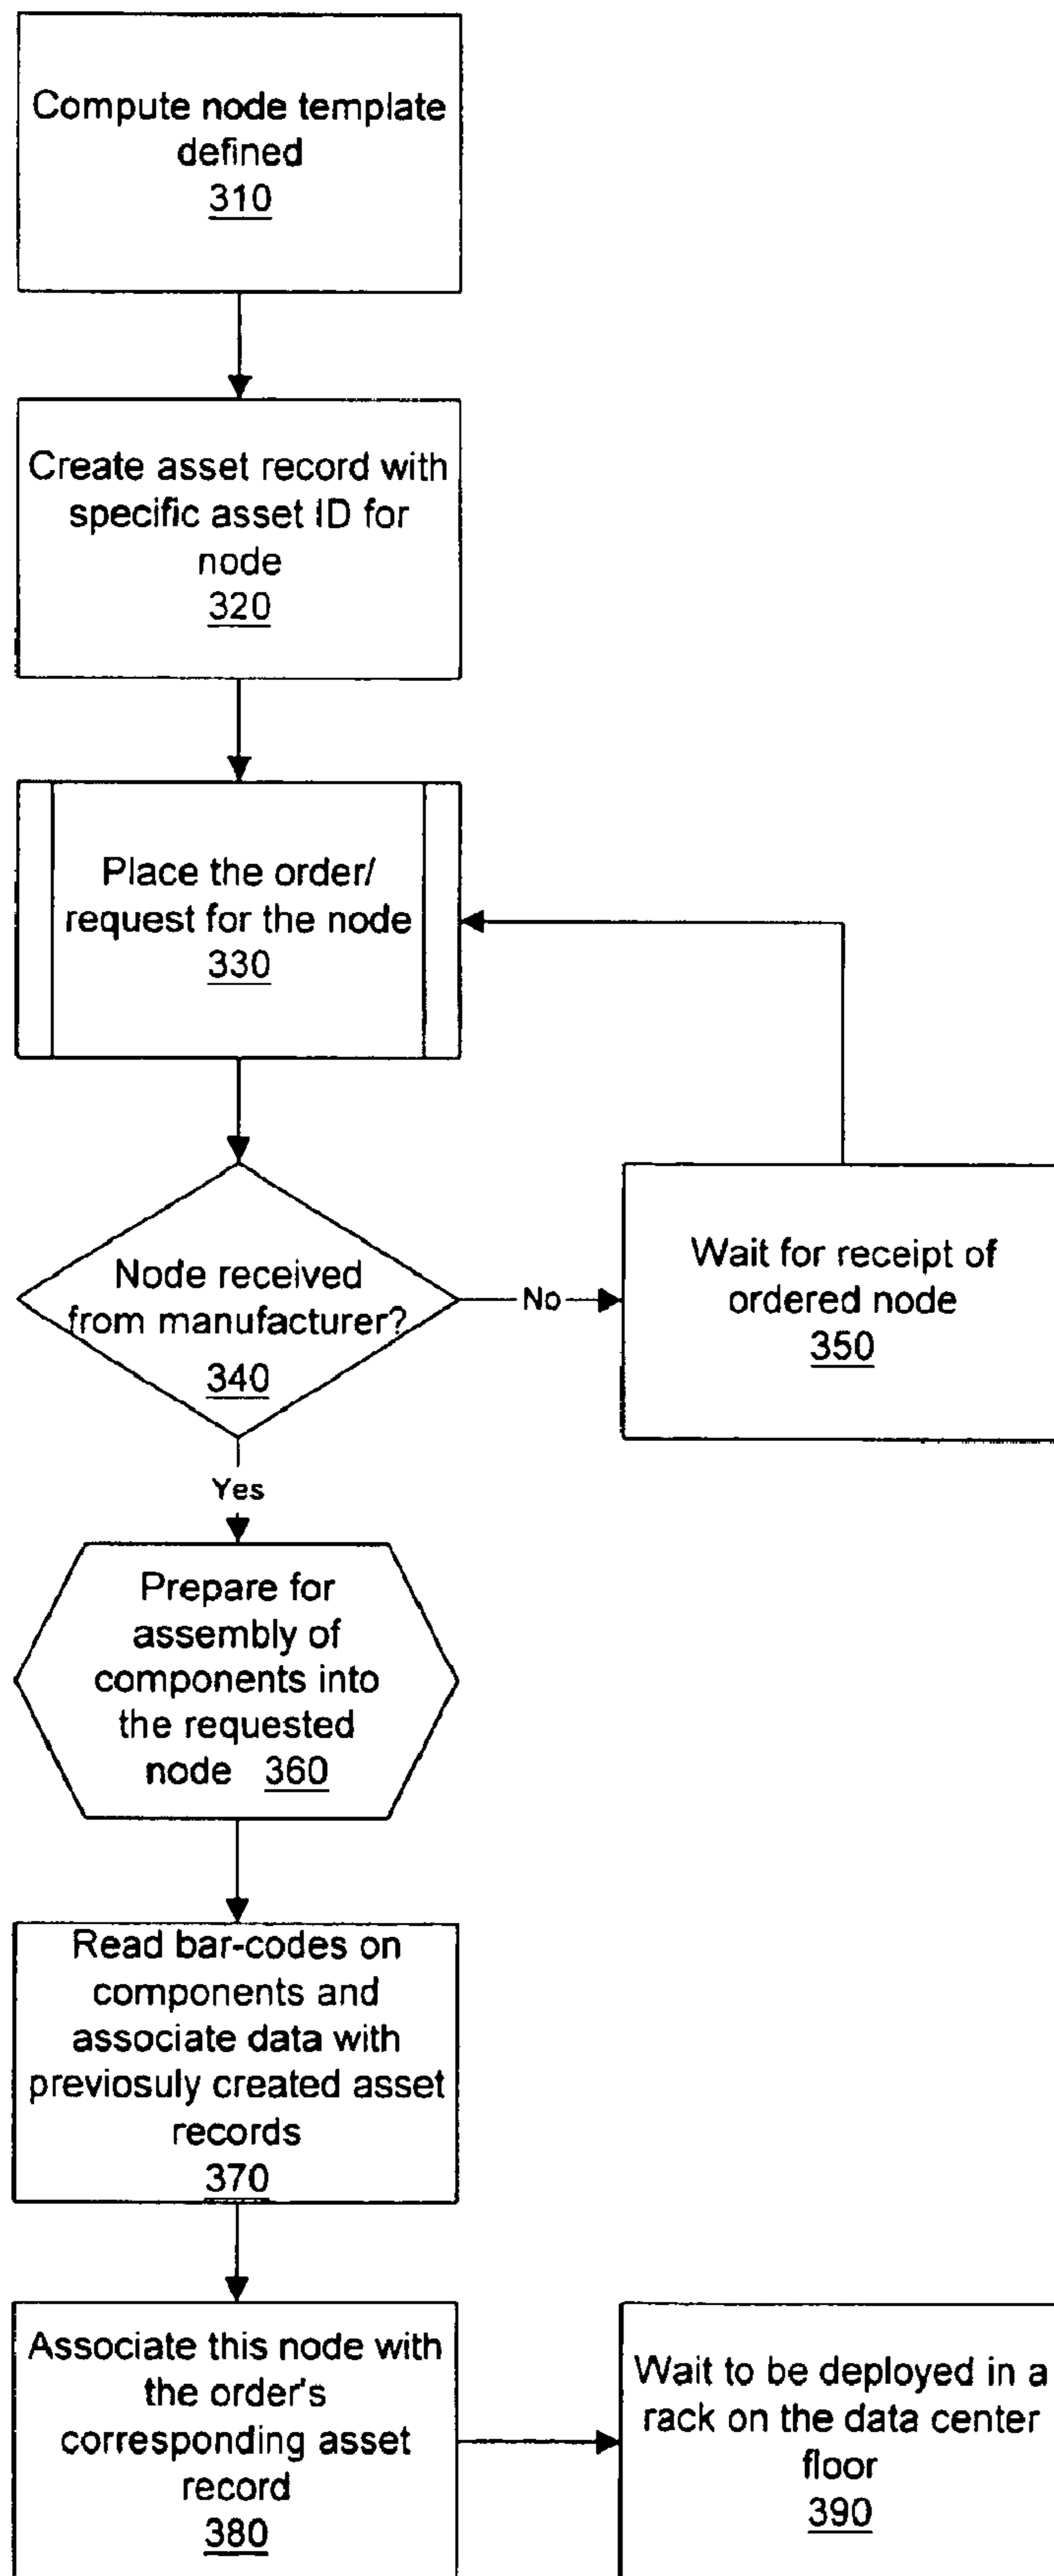 Compute node template
defined
310
Create asset record with
specific asset ID for
node
320
Place the order/
request for the node
330
Node received
from manufacturer?
340
No
Wait for receipt of
ordered node
350
Yes
Prepare for
assembly of
components into
the requested
node 360
Read bar-codes on
components and
associate data with
previosuly created asset
records
370
Associate this node with
the order's
corresponding asset
record
380
Wait to be deployed in a
rack on the data center
floor
390